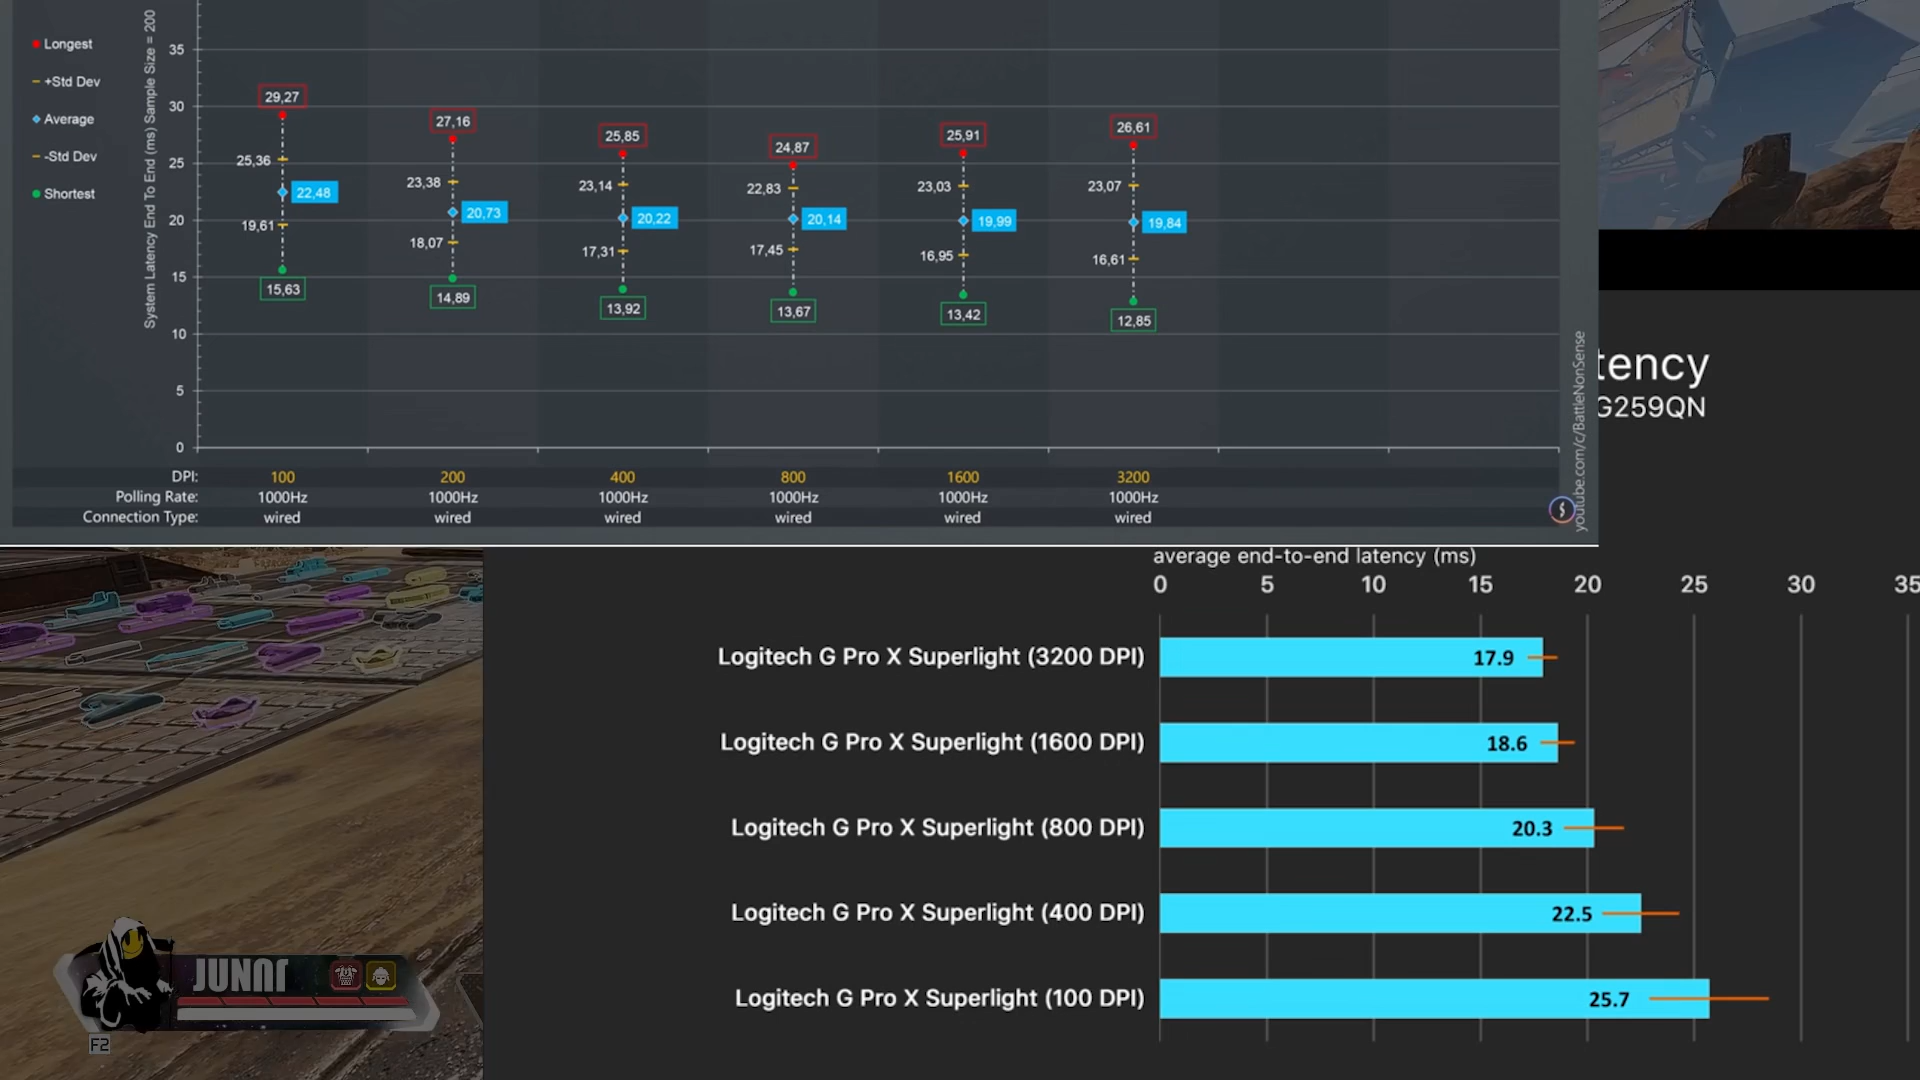 Longest
+Std Dev
Average
-Std Dev
Shortest
System Latency End To End (ms) Sample Size = 200
35
30
25
20
15
10
5
0
29,27
25,36
22,48
19,61
15,63
27,16
23,38
20,73
18,07
14,89
25,85
23,14
20,22
17,31
13,92
24,87
22,83
20,14
17,45
13,67
25,91
23,03
19,99
16,95
13,42
26,61
23,07
19,84
16,61
12,85
DPI: 100 200 400 800 1600 3200
Polling Rate: 1000Hz 1000Hz 1000Hz 1000Hz 1000Hz 1000Hz
Connection Type: wired wired wired wired wired wired
youtube.com/c/BattleNonSense
tency
G259QN
average end-to-end latency (ms)
0 5 10 15 20 25 30 35
Logitech G Pro X Superlight (3200 DPI) 17.9
Logitech G Pro X Superlight (1600 DPI) 18.6
Logitech G Pro X Superlight (800 DPI) 20.3
Logitech G Pro X Superlight (400 DPI) 22.5
Logitech G Pro X Superlight (100 DPI) 25.7
F2